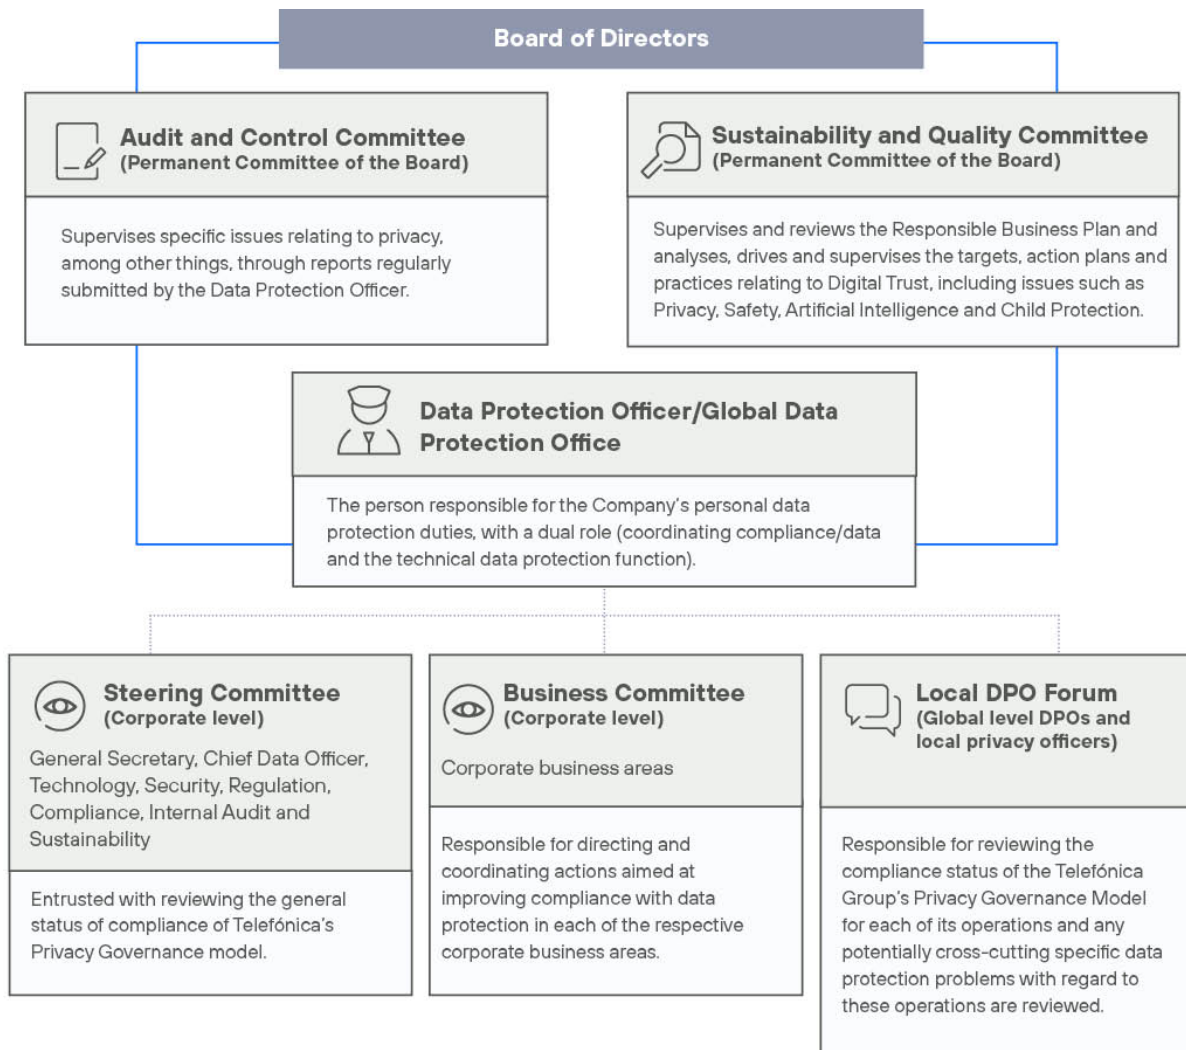 Board of Directors
Audit and Control Committee
(Permanent Committee of the Board)
Supervises specific issues relating to privacy,
among other things, through reports regularly
submitted by the Data Protection Officer.
Sustainability and Quality Committee
(Permanent Committee of the Board)
Supervises and reviews the Responsible Business Plan and
analyses, drives and supervises the targets, action plans and
practices relating to Digital Trust, including issues such as
Privacy, Safety, Artificial Intelligence and Child Protection.
Data Protection Officer/Global Data
Protection Office
The person responsible for the Company's personal data
protection duties, with a dual role (coordinating compliance/data
and the technical data protection function).
Steering Committee
(Corporate level)
General Secretary, Chief Data Officer,
Technology, Security, Regulation,
Compliance, Internal Audit and
Sustainability
Entrusted with reviewing the general
status of compliance of Telefónica's
Privacy Governance model.
Business Committee
(Corporate level)
Corporate business areas
Responsible for directing and
coordinating actions aimed at
improving compliance with data
protection in each of the respective
corporate business areas.
Local DPO Forum
(Global level DPOs and
local privacy officers)
Responsible for reviewing the
compliance status of the Telefónica
Group's Privacy Governance Model
for each of its operations and any
potentially cross-cutting specific data
protection problems with regard to
these operations are reviewed.